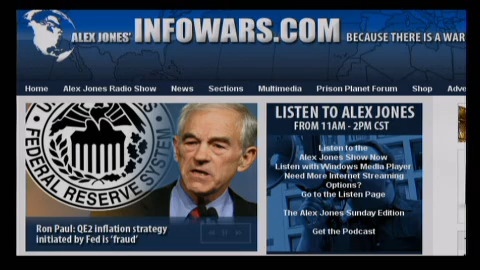 ALEX JONES' INFOWARS.COM BECAUSE THERE IS A WAR
Home Alex Jones Radio Show News Sections Multimedia Prison Planet Forum Shop Adve
FEDERAL RESERVE SYSTEM
Ron Paul: QE2 inflation strategy
initiated by Fed is 'fraud'
LISTEN TO ALEX JONES
FROM 11AM - 2PM CST
Listen to the
Alex Jones Show Now
Listen with Windows Media Player
Need More Internet Streaming
Options?
Go to the Listen Page
The Alex Jones Sunday Edition
Get the Podcast